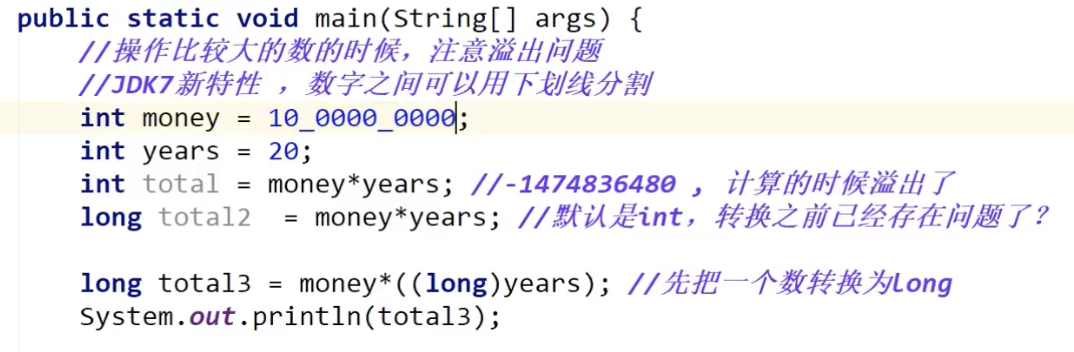 public static void main(String[] args) {
//操作比较大的数的时候，注意溢出问题
//JDK7新特性 ，数字之间可以用下划线分割
int money = 10_0000_0000;
int years = 20;
int total = money*years; //-1474836480 ，计算的时候溢出了
long total2  = money*years; //默认是int，转换之前已经存在问题了？
long total3 = money*((long)years); //先把一个数转换为long
System.out.println(total3);